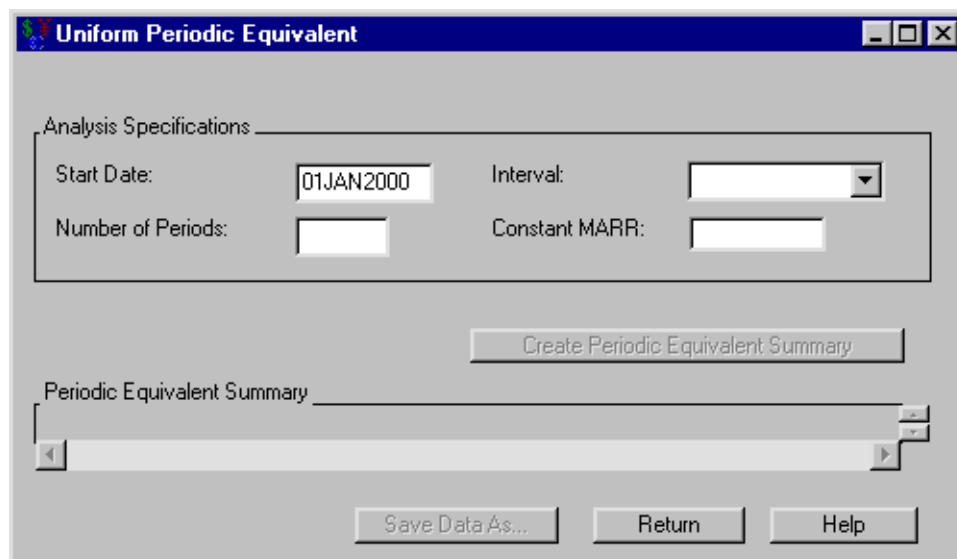 Uniform Periodic Equivalent
Analysis Specifications
Start Date: 01JAN2000 Interval:
Number of Periods: Constant MARR:
Create Periodic Equivalent Summary
Periodic Equivalent Summary
Save Data As... Return Help